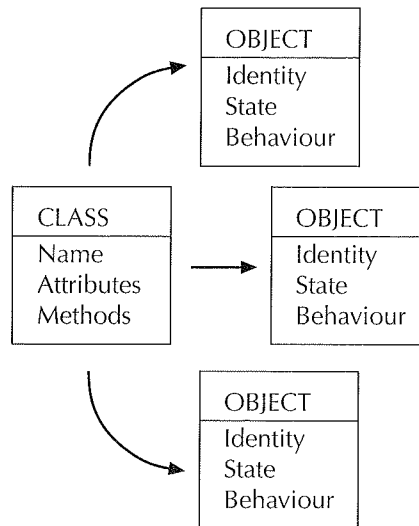 OBJECT
Identity
State
Behaviour
CLASS
Name
Attributes
Methods
OBJECT
Identity
State
Behaviour
OBJECT
Identity
State
Behaviour